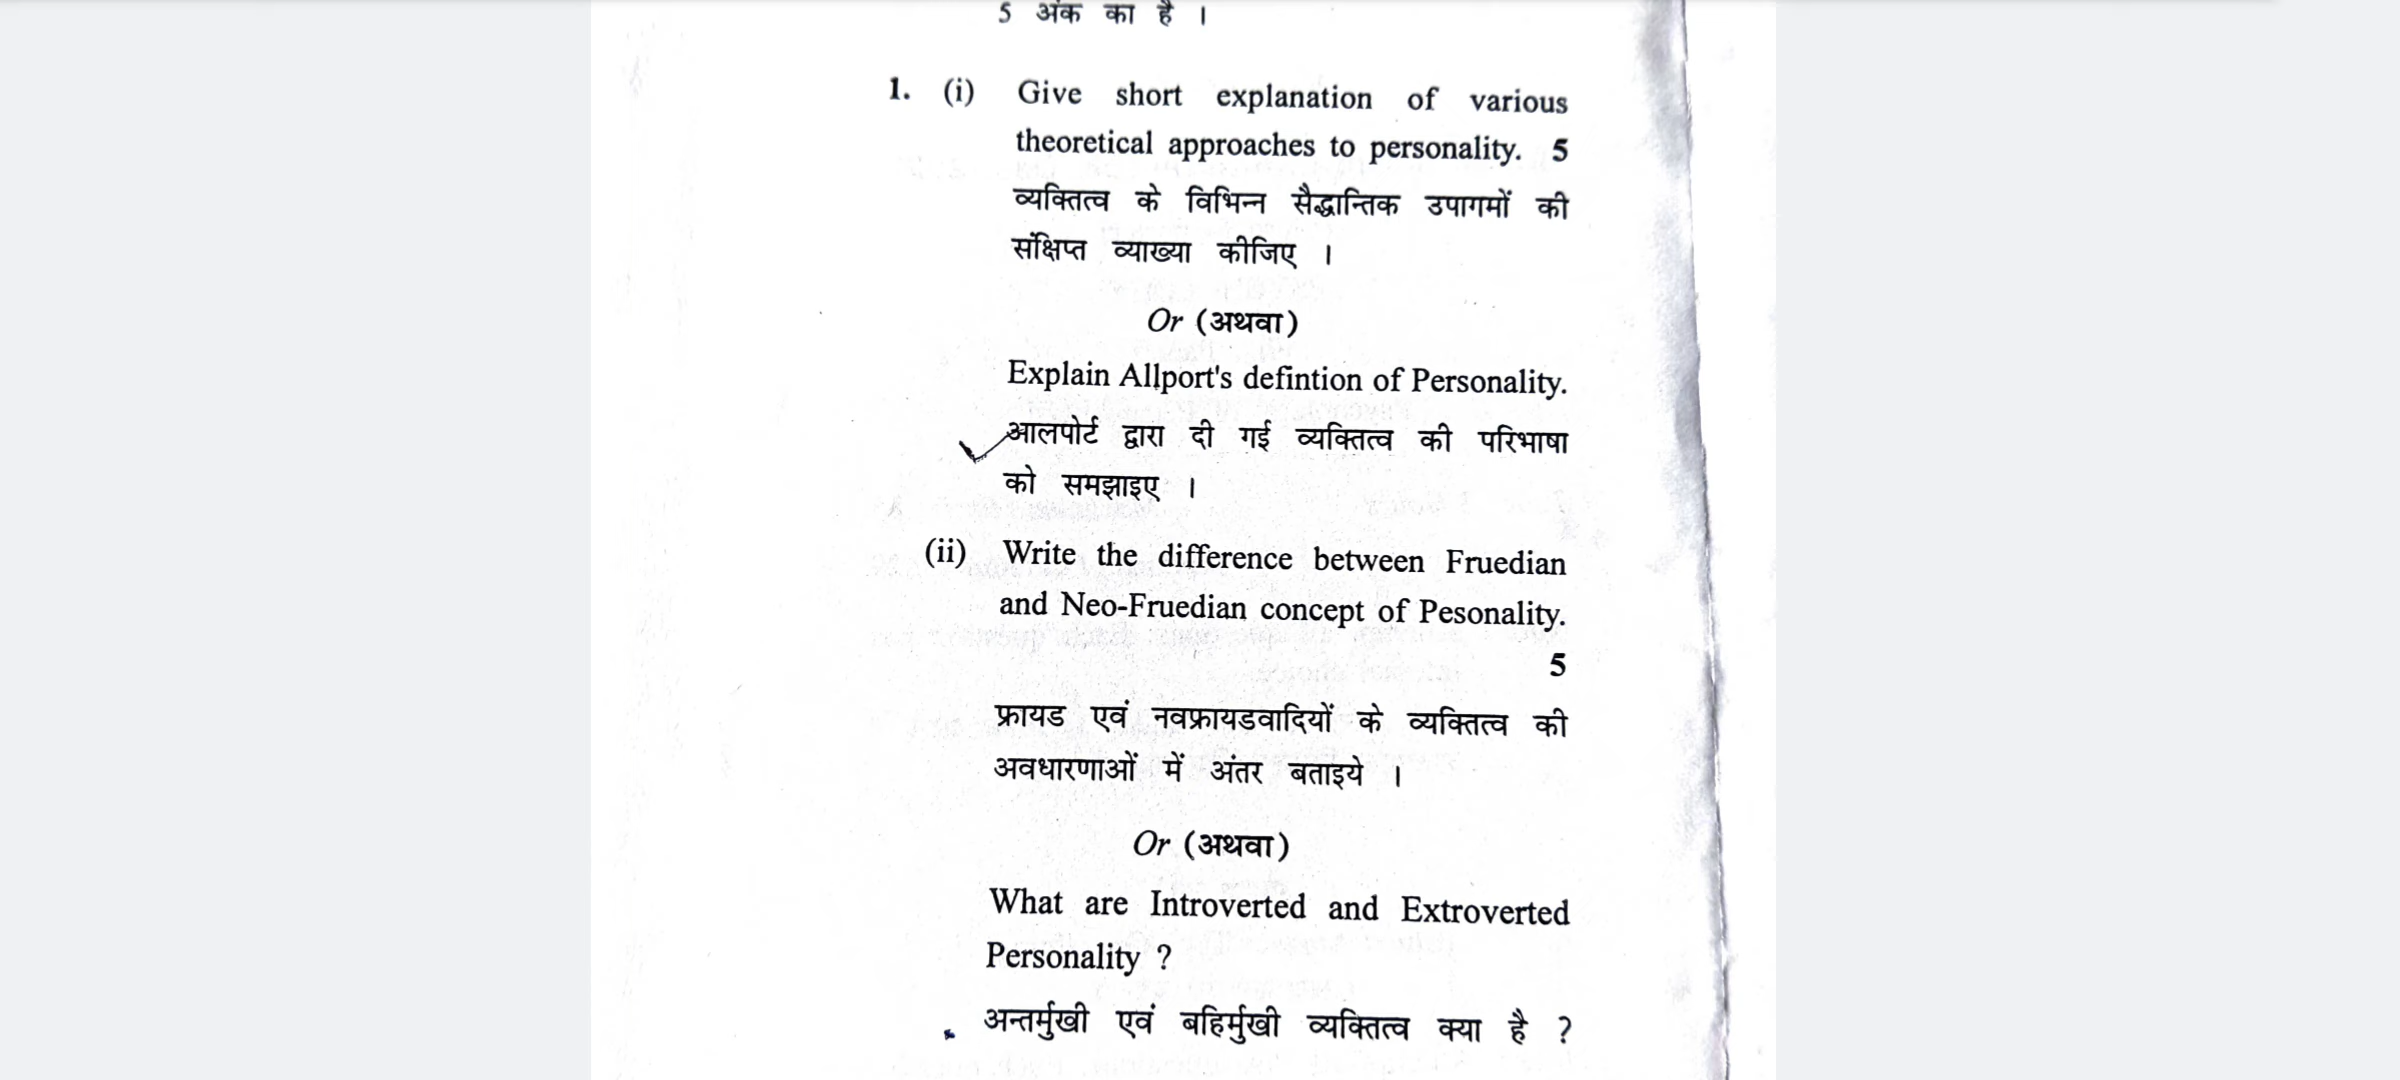 5 अंक का है ।
1. (i) Give short explanation of various
theoretical approaches to personality. 5
व्यक्तित्व के विभिन्न सैद्धान्तिक उपागमों की
संक्षिप्त व्याख्या कीजिए ।
Or (अथवा)
Explain Allport's defintion of Personality.
आलपोर्ट द्वारा दी गई व्यक्तित्व की परिभाषा
को समझाइए ।
(ii) Write the difference between Fruedian
and Neo-Fruedian concept of Pesonality.
5
फ्रायड एवं नवफ्रायडवादियों के व्यक्तित्व की
अवधारणाओं में अंतर बताइये ।
Or (अथवा)
What are Introverted and Extroverted
Personality ?
अन्तर्मुखी एवं बहिर्मुखी व्यक्तित्व क्या है ?